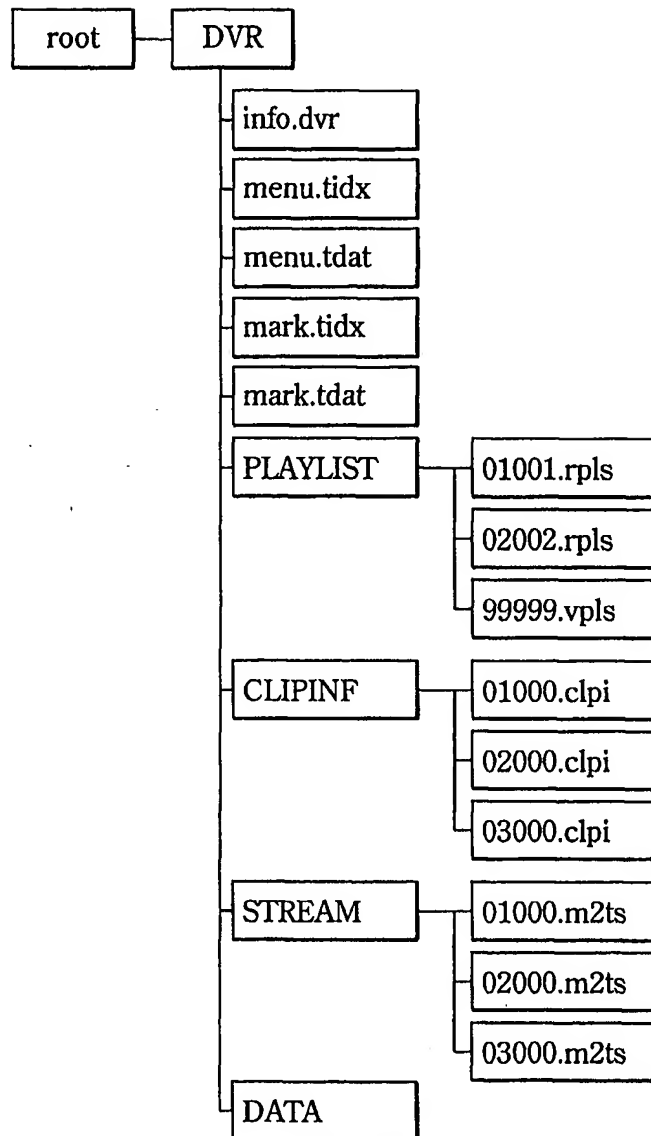 root DVR
info.dvr
menu.tidx
menu.tdat
mark.tidx
mark.tdat
PLAYLIST 01001.rpls
02002.rpls
99999.vpls
CLIPINF 01000.clpi
02000.clpi
03000.clpi
STREAM 01000.m2ts
02000.m2ts
03000.m2ts
DATA